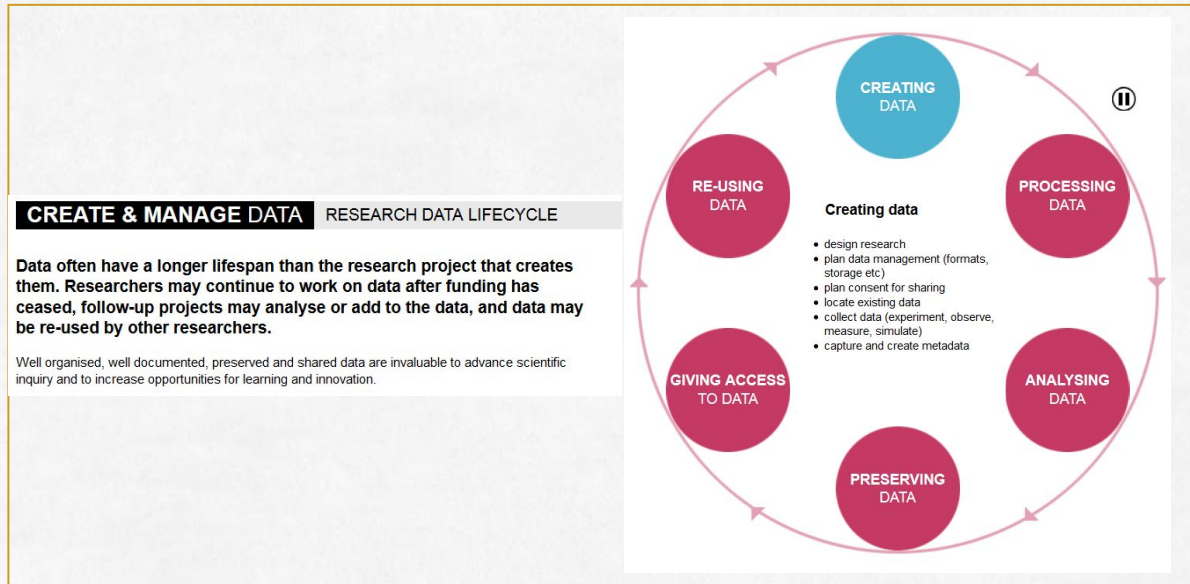 CREATE & MANAGE DATA RESEARCH DATA LIFECYCLE
Data often have a longer lifespan than the research project that creates
them. Researchers may continue to work on data after funding has
ceased, follow-up projects may analyse or add to the data, and data may
be re-used by other researchers.
Well organised, well documented, preserved and shared data are invaluable to advance scientific
inquiry and to increase opportunities for learning and innovation.
CREATING
DATA
PROCESSING
DATA
ANALYSING
DATA
PRESERVING
DATA
GIVING ACCESS
TO DATA
RE-USING
DATA
Creating data
• design research
• plan data management (formats,
storage etc)
• plan consent for sharing
• locate existing data
• collect data (experiment, observe,
measure, simulate)
• capture and create metadata